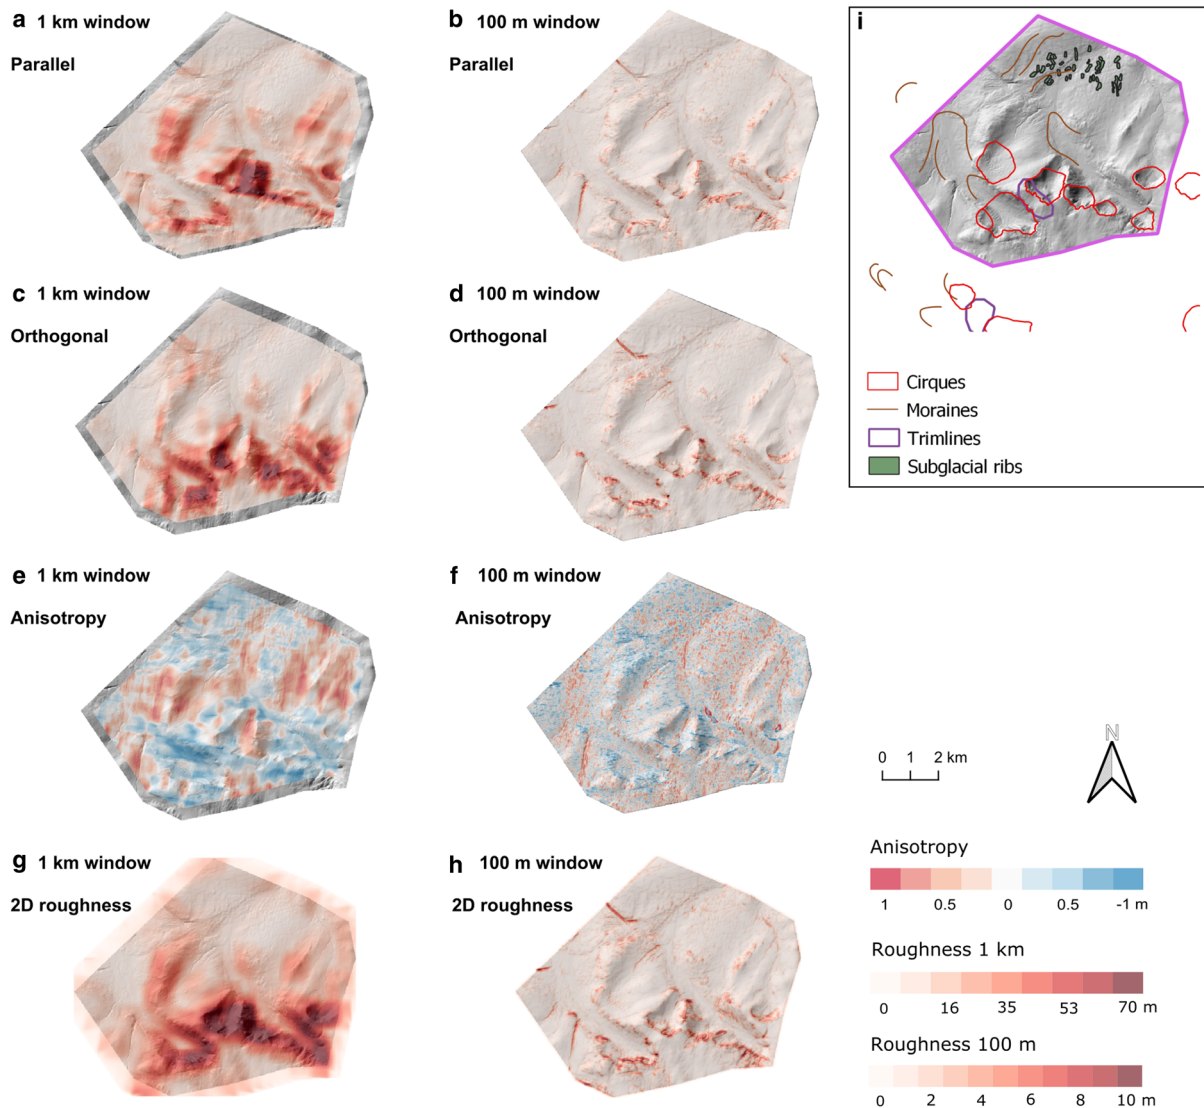 a 1 km window
Parallel
b 100 m window
Parallel
c 1 km window
Orthogonal
d 100 m window
Orthogonal
e 1 km window
Anisotropy
f 100 m window
Anisotropy
g 1 km window
2D roughness
h 100 m window
2D roughness
i
Cirques
Moraines
Trimlines
Subglacial ribs
0 1 2 km
N
Anisotropy
1 0.5 0 0.5 -1 m
Roughness 1 km
0 16 35 53 70 m
Roughness 100 m
0 2 4 6 8 10 m